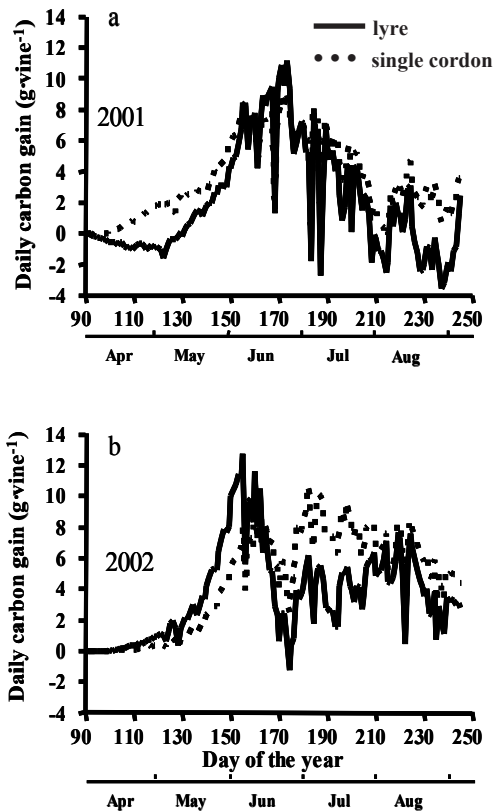 a
lyre
single cordon
2001
Daily carbon gain (g·vine-1)
14
12
10
8
6
4
2
0
-2
-4
90 110 130 150 170 190 210 230 250
Apr May Jun Jul Aug
b
2002
Daily carbon gain (g·vine-1)
14
12
10
8
6
4
2
0
-2
-4
90 110 130 150 170 190 210 230 250
Day of the year
Apr May Jun Jul Aug